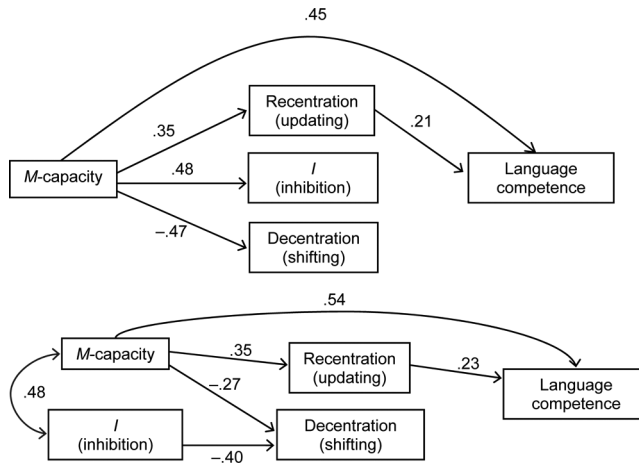 .45
Recentration
(updating)
.35
.21
M-capacity
.48
I
(inhibition)
Language
competence
–.47
Decentration
(shifting)
.54
M-capacity
.35
Recentration
(updating)
.23
Language
competence
–.27
.48
I
(inhibition)
Decentration
(shifting)
–.40